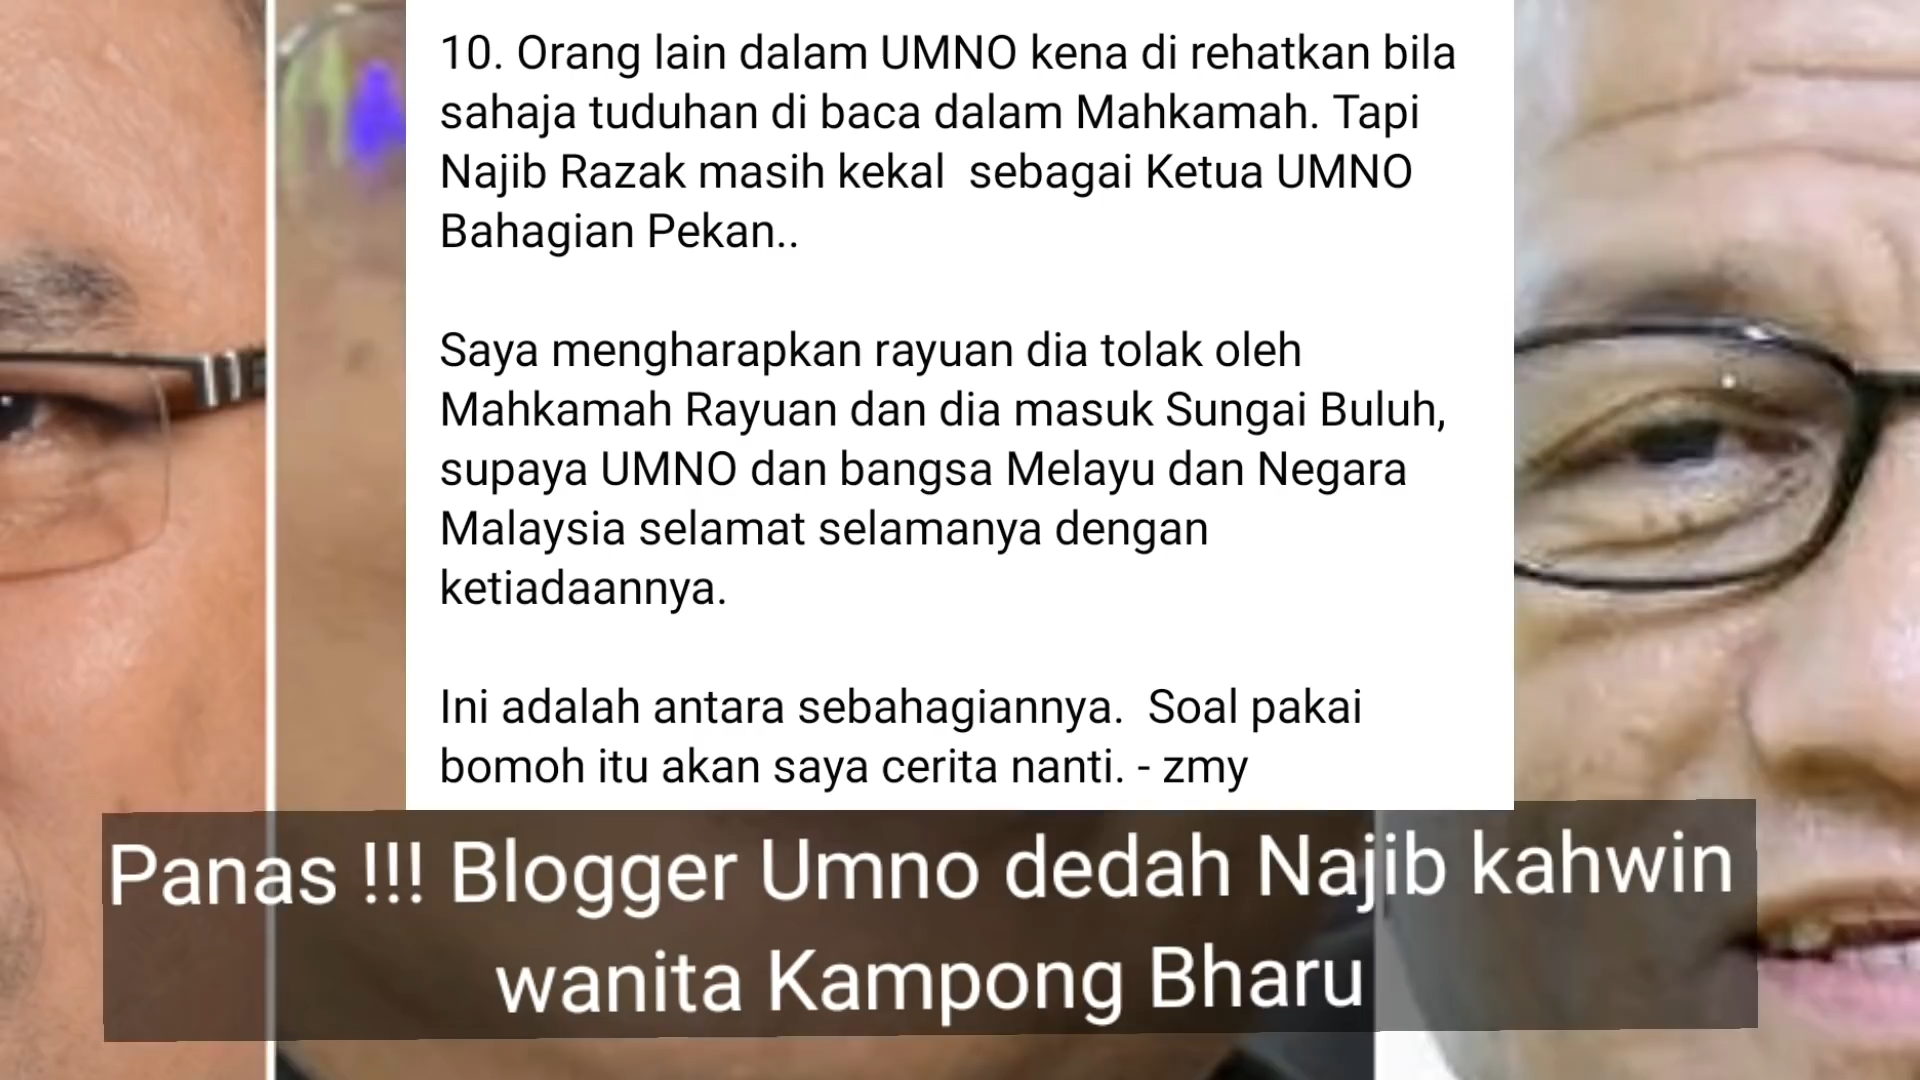 10. Orang lain dalam UMNO kena di rehatkan bila
sahaja tuduhan di baca dalam Mahkamah. Tapi
Najib Razak masih kekal  sebagai Ketua UMNO
Bahagian Pekan..
Saya mengharapkan rayuan dia tolak oleh
Mahkamah Rayuan dan dia masuk Sungai Buluh,
supaya UMNO dan bangsa Melayu dan Negara
Malaysia selamat selamanya dengan
ketiadaannya.
Ini adalah antara sebahagiannya.  Soal pakai
bomoh itu akan saya cerita nanti. - zmy
Panas !!! Blogger Umno dedah Najib kahwin
wanita Kampong Bharu